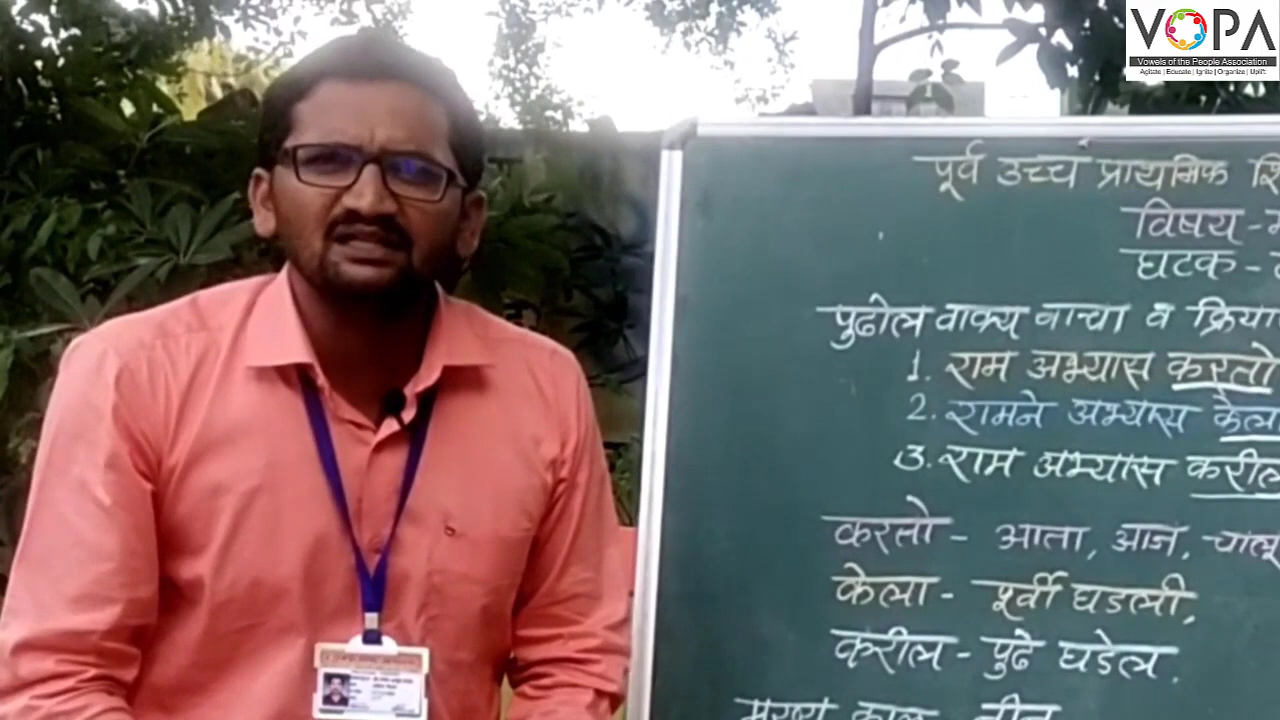 VOPA
Vowels of the People Association
Agitate | Educate | Ignite | Organize | Uplift
पूर्व उच्च प्राथमिक
विषय -
घटक -
पुढील वाक्य वाचा व क्रिया
1. राम अभ्यास करतो
2. रामने अभ्यास केला
3. राम अभ्यास करील
करतो - आता, आज, चालू
केला - पूर्वी घडली,
करील - पुढे घडेल.
मुख्य काळ तीन